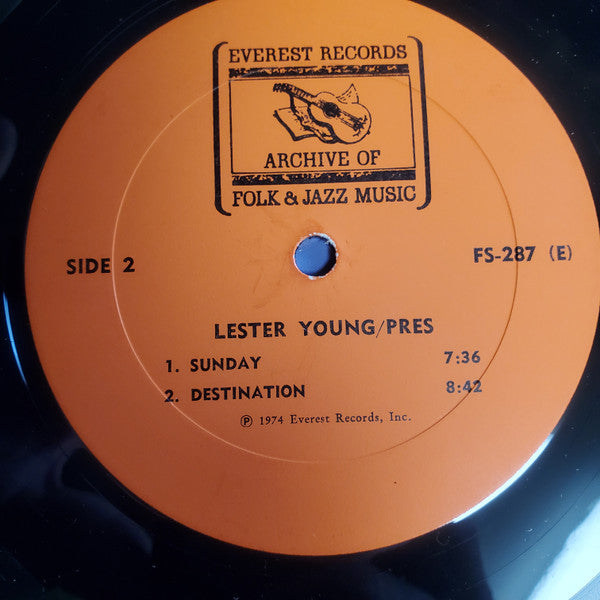 EVEREST RECORDS
ARCHIVE OF
FOLK & JAZZ MUSIC
SIDE 2 FS-287 (E)
LESTER YOUNG/PRES
1. SUNDAY 7:36
2. DESTINATION 8:42
℗ 1974 Everest Records, Inc.